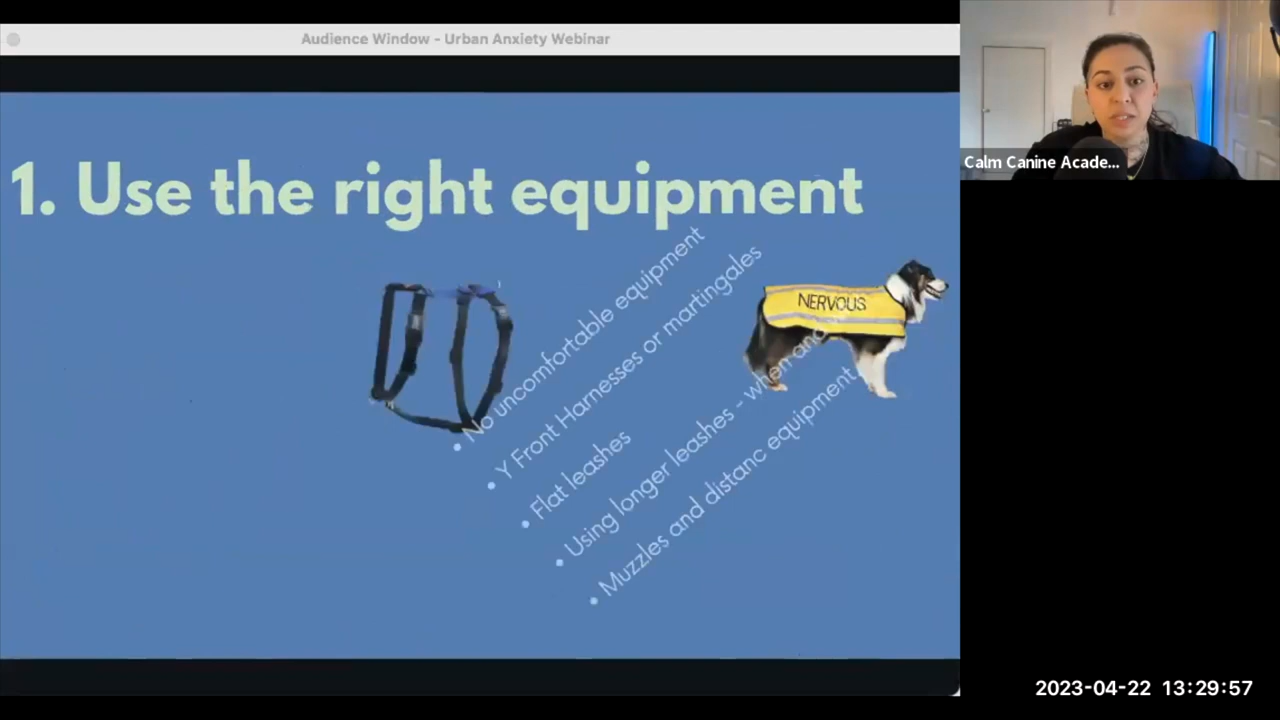 Audience Window - Urban Anxiety Webinar
1. Use the right equipment
NERVOUS
Calm Canine Acade...
• No uncomfortable equipment
• Y Front Harnesses or martingales
• Flat leashes
• Using longer leashes - when and
• Muzzles and distanc equipment
2023-04-22 13:29:57